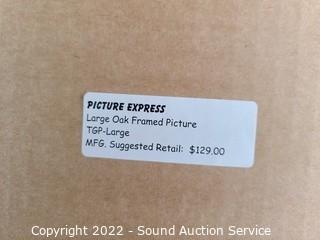 PICTURE EXPRESS
Large Oak Framed Picture
TGP-Large
MFG. Suggested Retail: $129.00
Copyright 2022 - Sound Auction Service